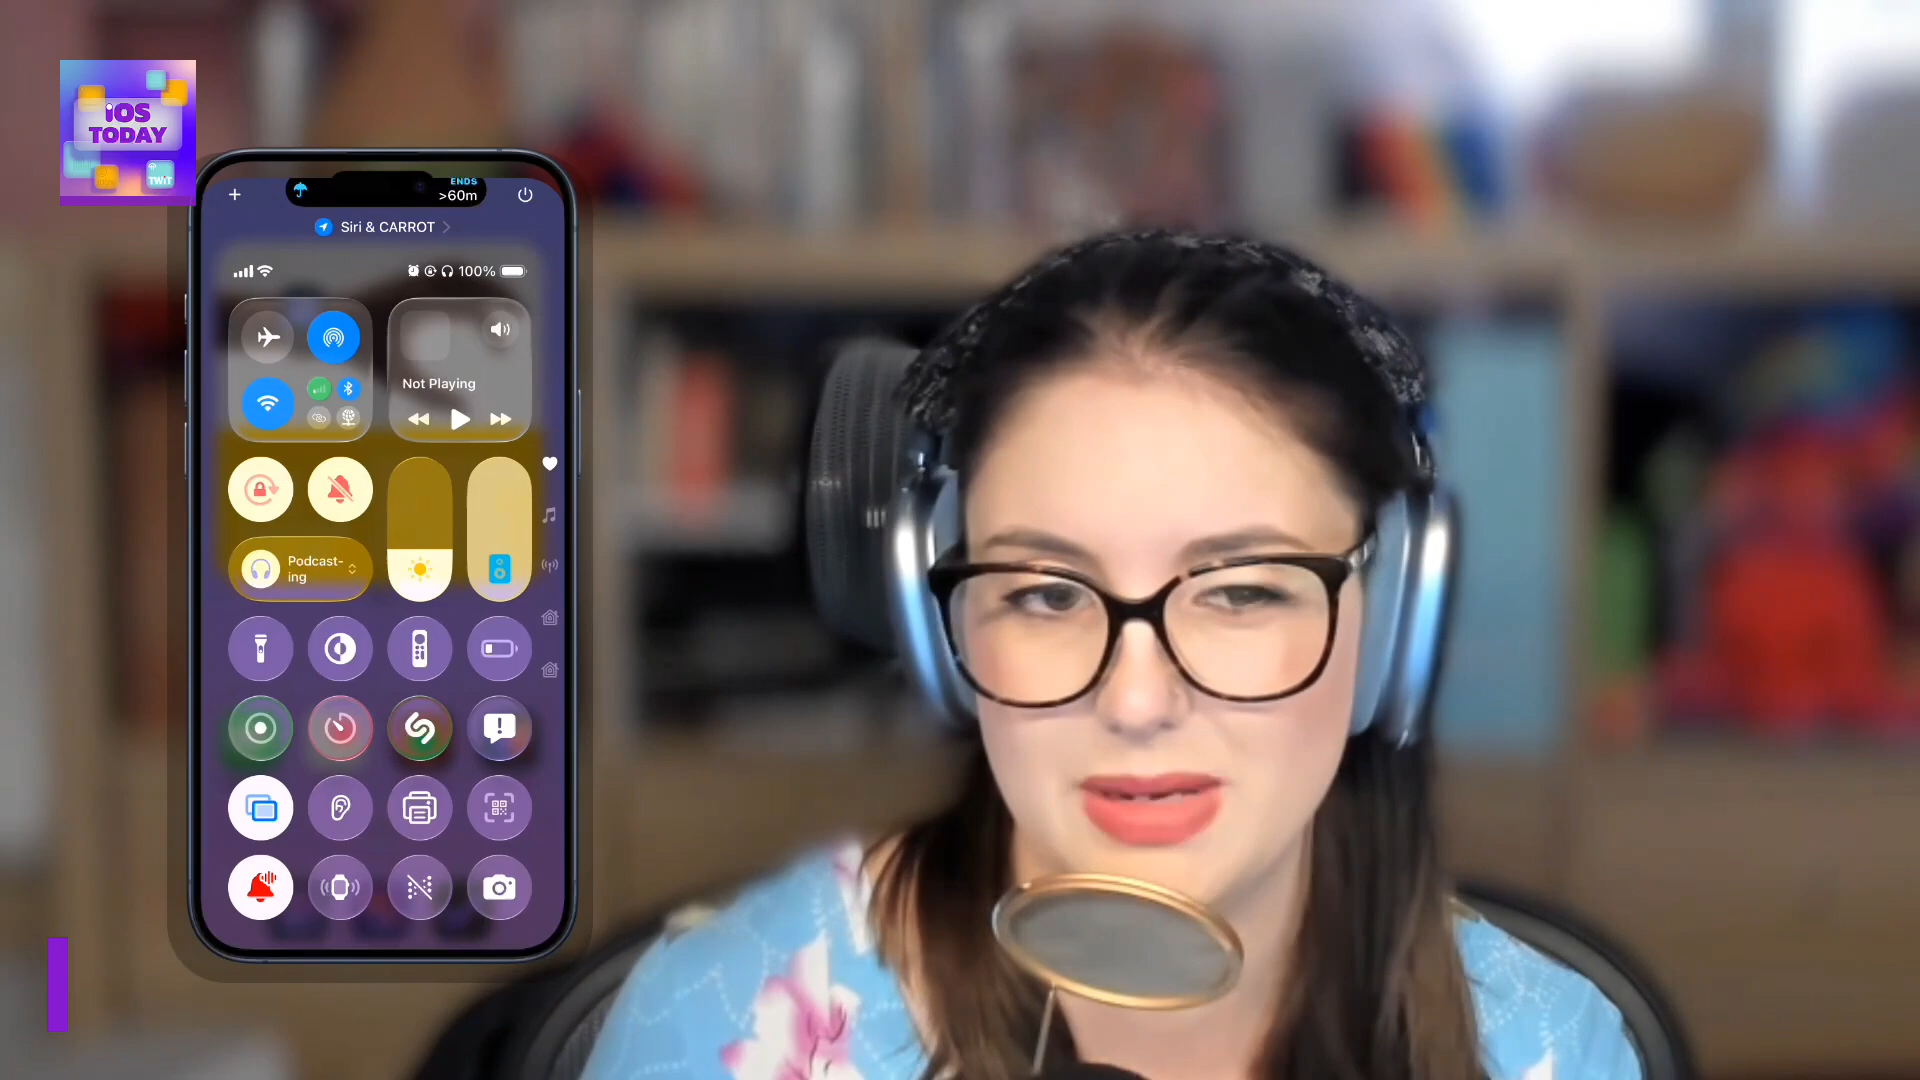 iOS
TODAY
TWiT
ENDS
>60m
Siri & CARROT
100%
Not Playing
Podcast-
ing